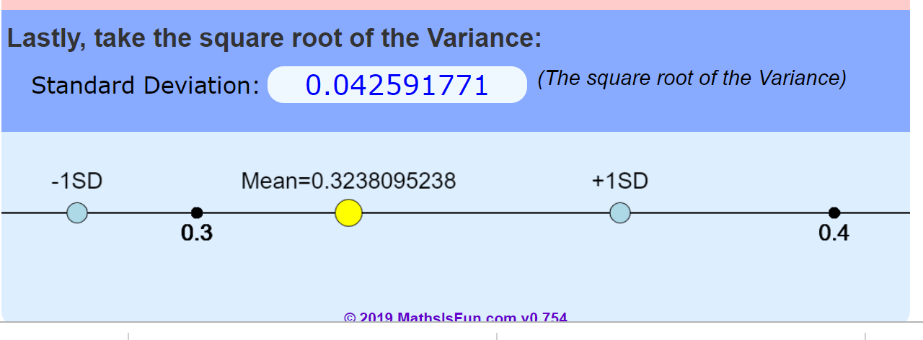 Lastly, take the square root of the Variance:
Standard Deviation: 0.042591771 (The square root of the Variance)
-1SD Mean=0.3238095238 +1SD
0.3 0.4
© 2019 MathsIsFun.com v0.754